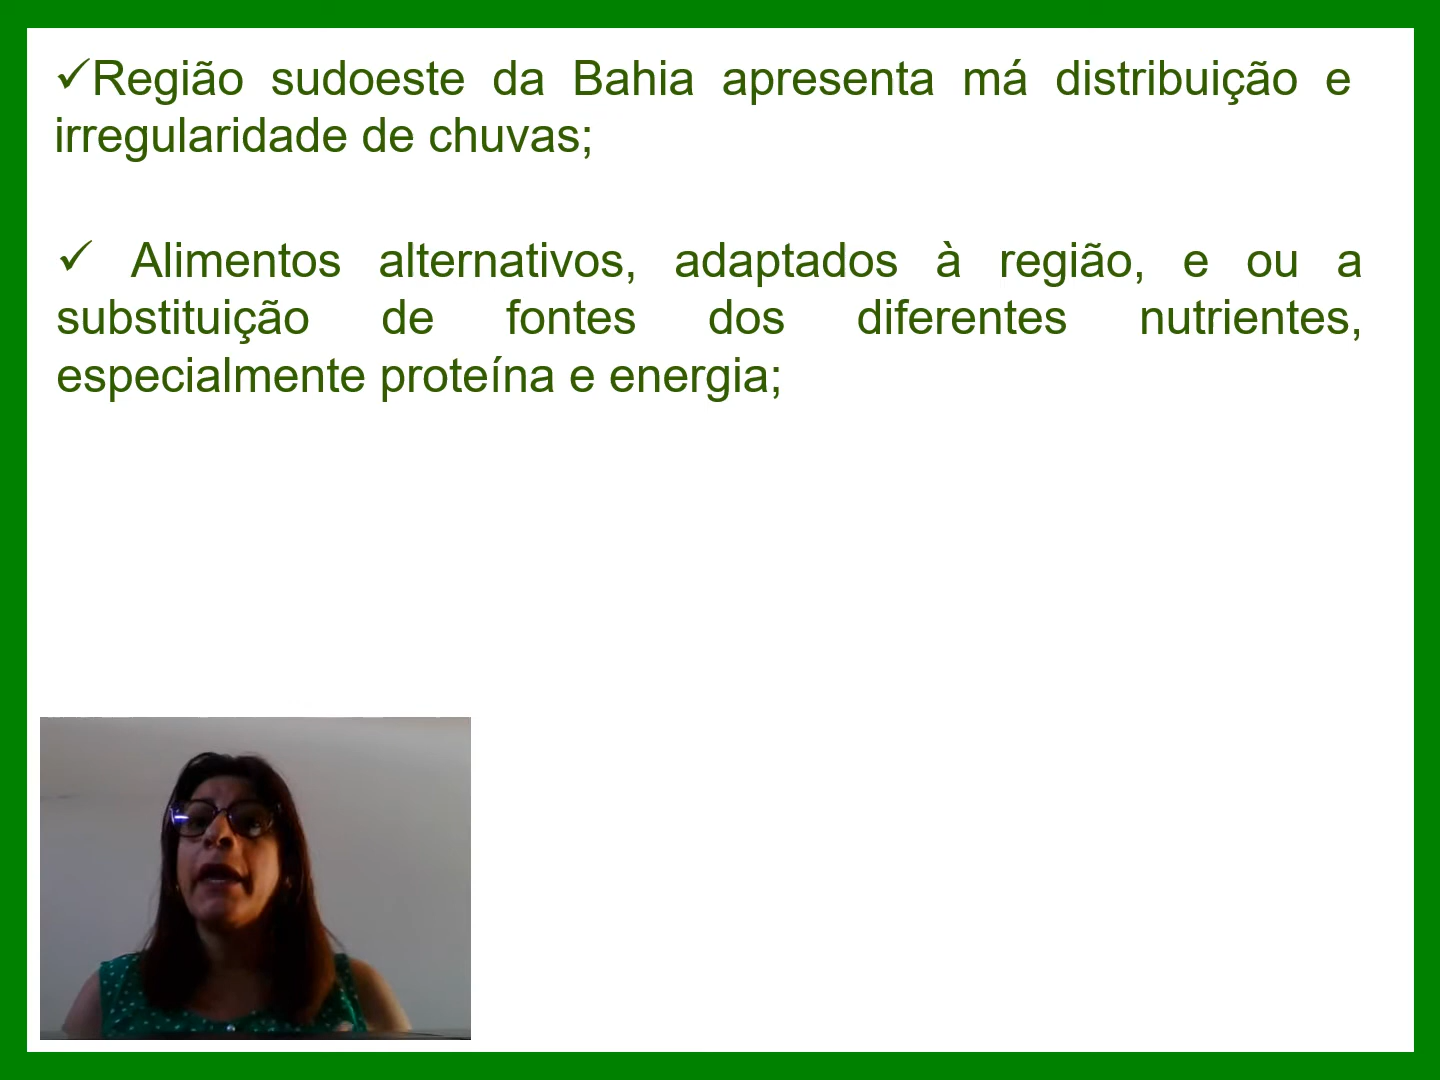 ✓Região sudoeste da Bahia apresenta má distribuição e
irregularidade de chuvas;
✓ Alimentos alternativos, adaptados à região, e ou a
substituição de fontes dos diferentes nutrientes,
especialmente proteína e energia;